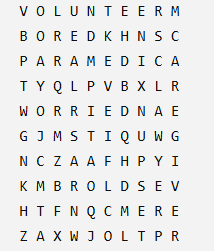 V O L U N T E E R M
B O R E D K H N S C
P A R A M E D I C A
T Y Q L P V B X L R
W O R R I E D N A E
G J M S T I Q U W G
N C Z A A F H P Y I
K M B R O L D S E V
H T F N Q C M E R E
Z A X W J O L T P R